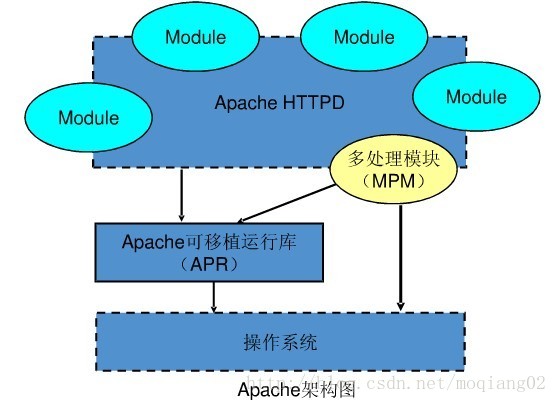 Module
Module
Module
Module
Apache HTTPD
多处理模块
（MPM）
Apache可移植运行库
（APR）
操作系统
Apache架构图
http://blog.csdn.net/moqiang02